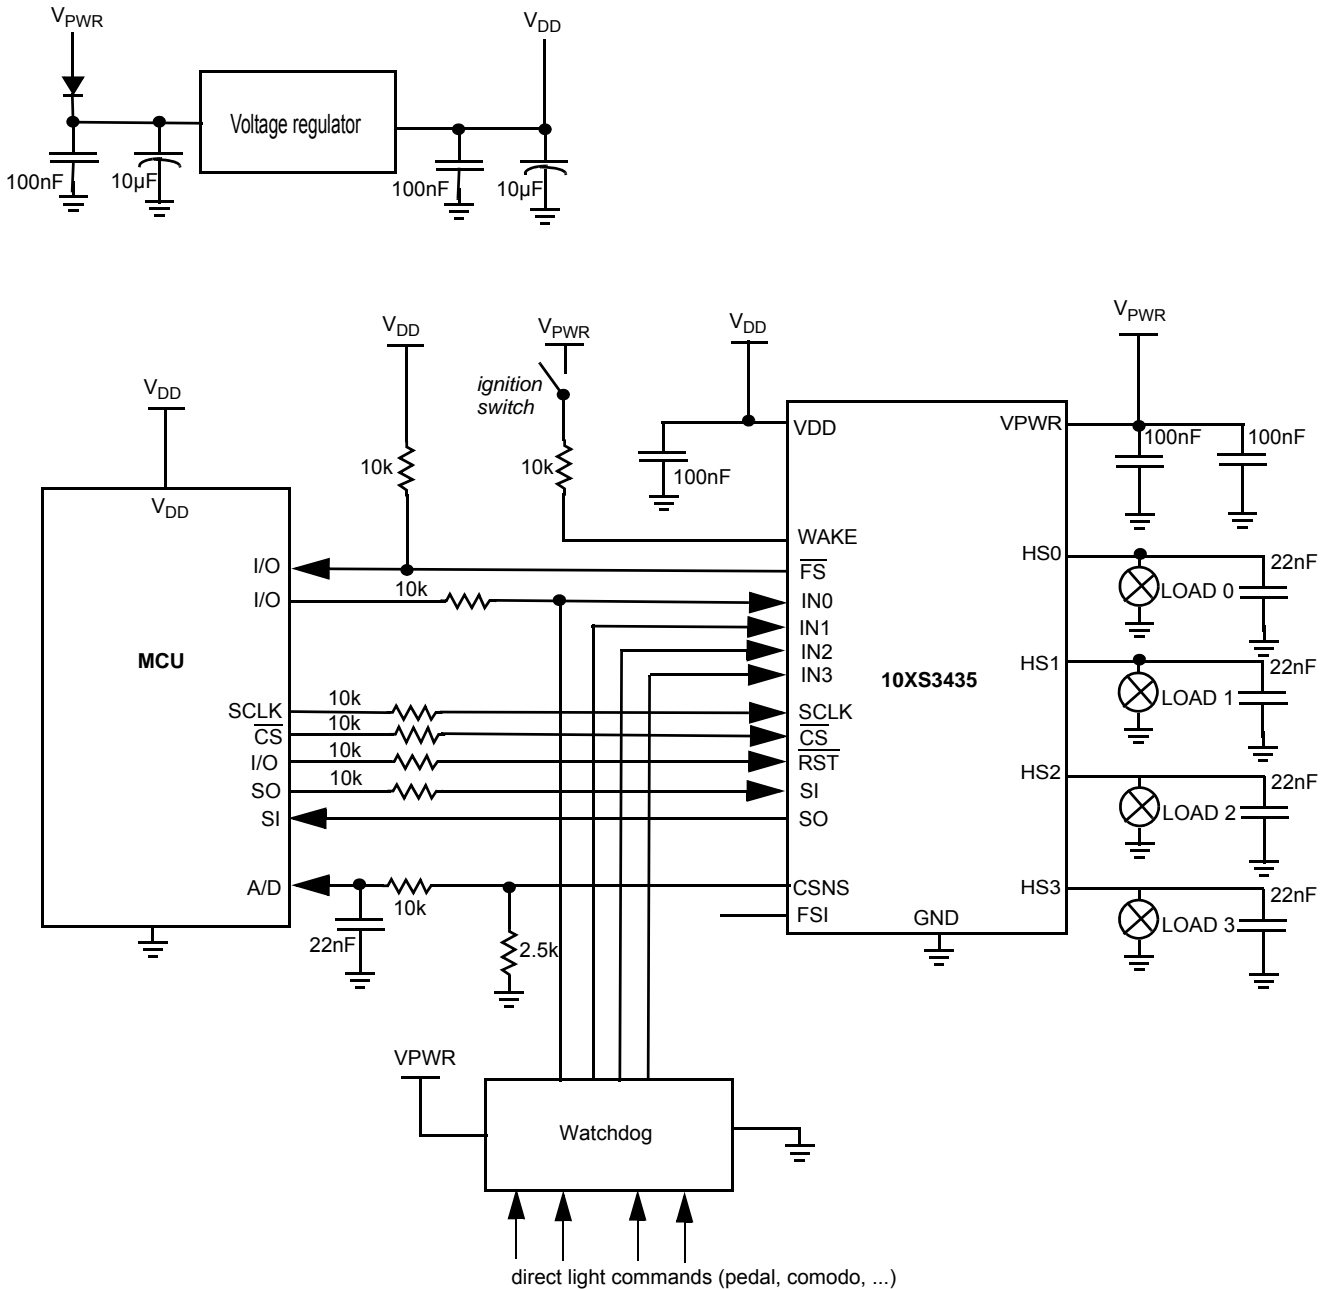 VPWR
VDD
Voltage regulator
100nF
10µF
100nF
10µF
VDD
VPWR
VDD
VPWR
VDD
ignition
switch
10k
10k
100nF
VDD
VPWR
100nF
100nF
VDD
WAKE
HS0
22nF
I/O
FS
LOAD 0
I/O
10k
IN0
IN1
IN2
IN3
MCU
10XS3435
HS1
22nF
LOAD 1
SCLK
10k
SCLK
CS
10k
CS
I/O
10k
RST
SO
10k
SI
SI
SO
HS2
22nF
LOAD 2
A/D
10k
CSNS
FSI
GND
HS3
22nF
LOAD 3
22nF
2.5k
VPWR
Watchdog
direct light commands (pedal, comodo, ...)